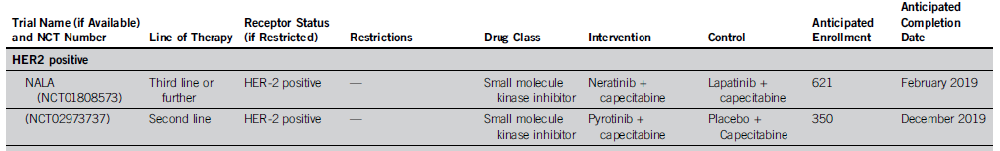 Anticipated
Trial Name (if Available) Receptor Status Anticipated Completion
and NCT Number Line of Therapy (if Restricted) Restrictions Drug Class Intervention Control Enrollment Date
HER2 positive
NALA Third line or HER-2 positive — Small molecule Neratinib + Lapatinib + 621 February 2019
(NCT01808573) further kinase inhibitor capecitabine capecitabine
(NCT02973737) Second line HER-2 positive — Small molecule Pyrotinib + Placebo + 350 December 2019
kinase inhibitor capecitabine Capecitabine